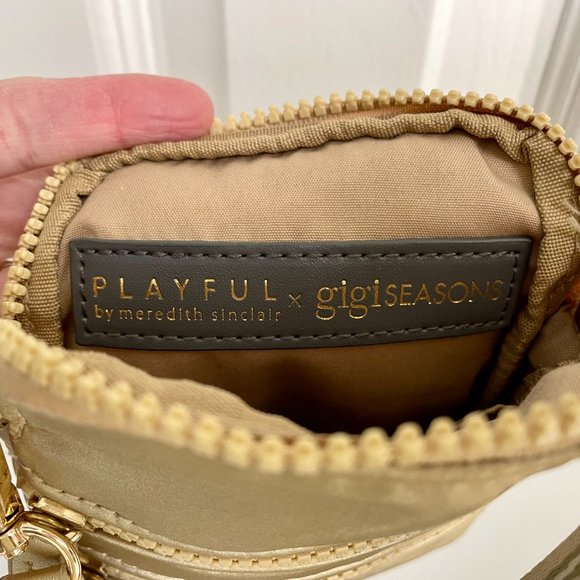 PLAYFUL × gigiSEASONS
by meredith sinclair